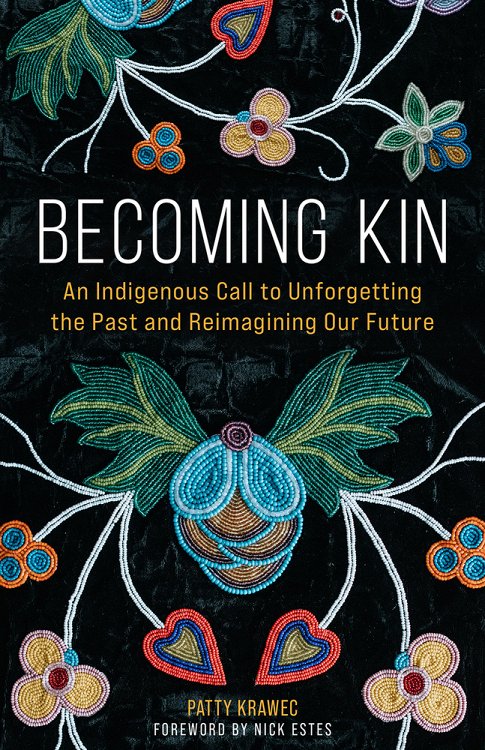 BECOMING KIN
An Indigenous Call to Unforgetting
the Past and Reimagining Our Future
PATTY KRAWEC
FOREWORD BY NICK ESTES